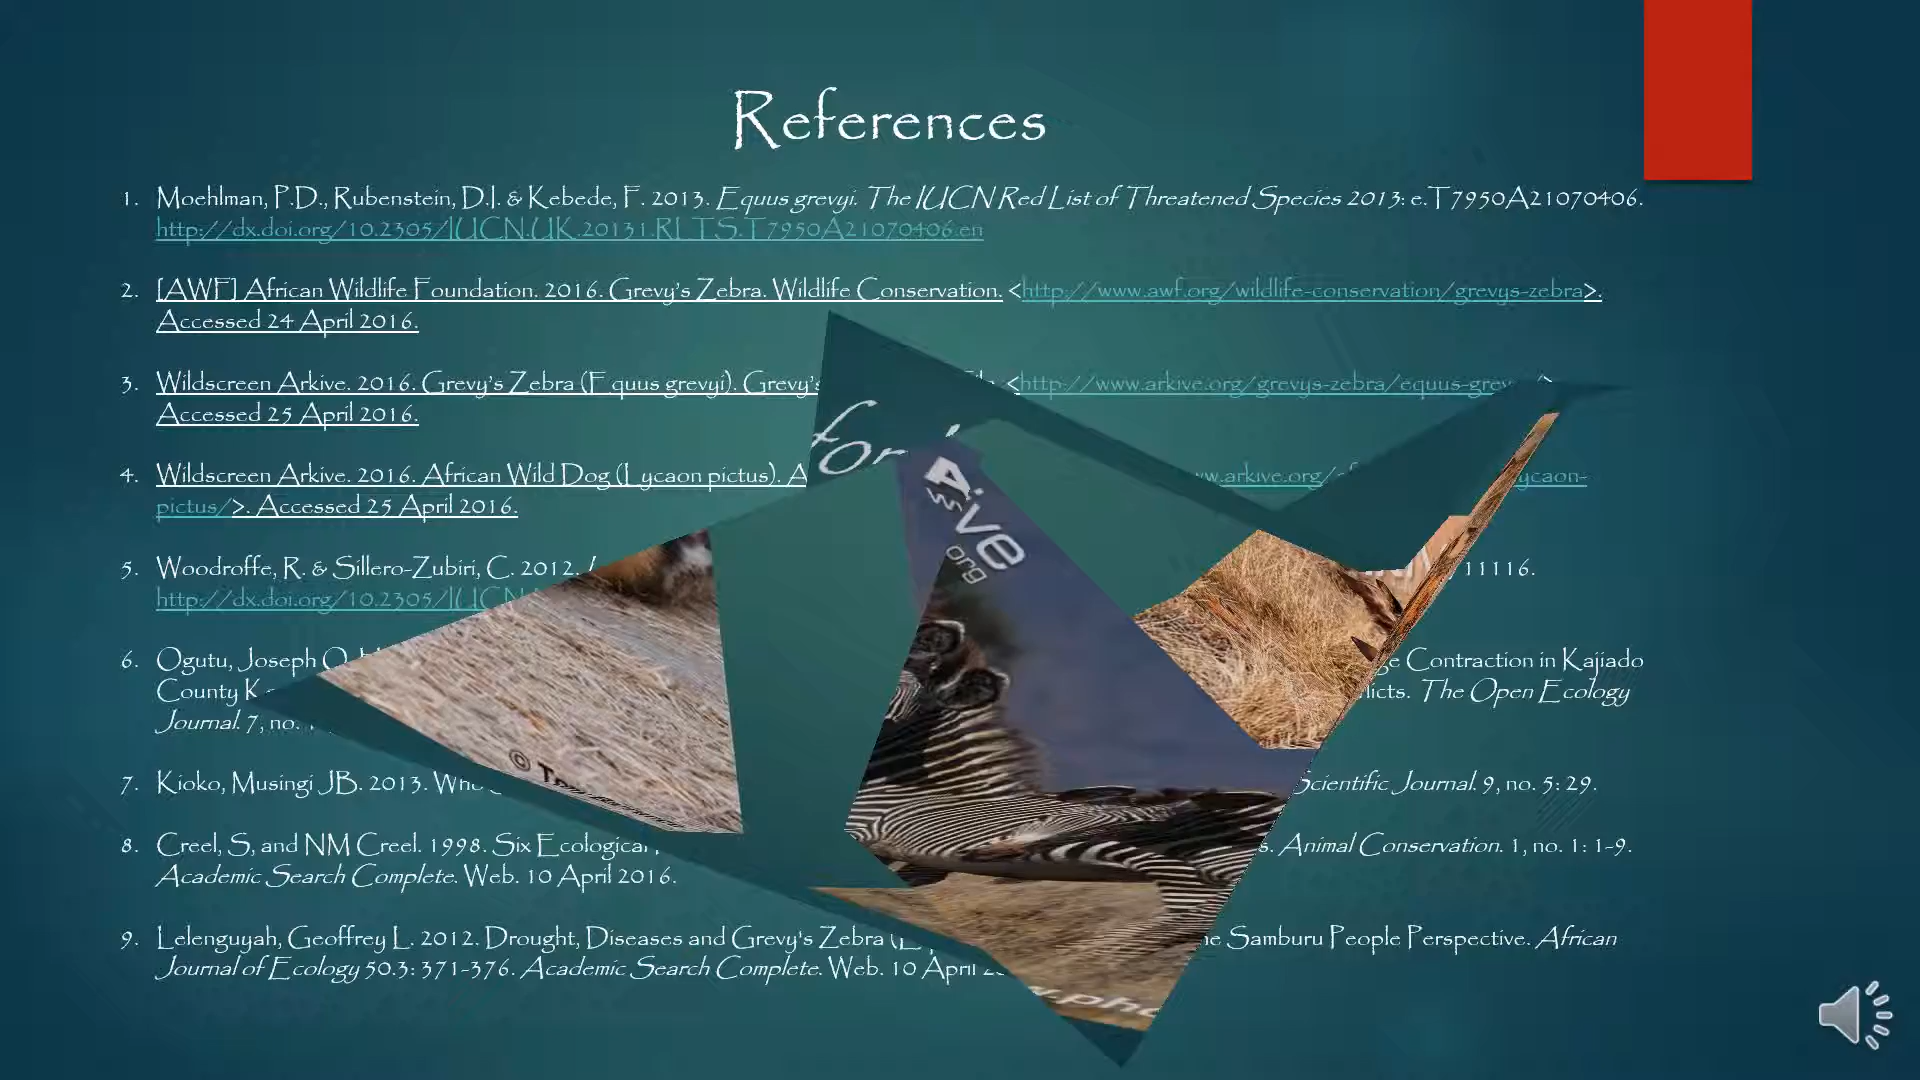 References
1. Moehlman, P.D., Rubenstein, D.I. & Kebede, F. 2013. Equus grevyi. The IUCN Red List of Threatened Species 2013: e.T7950A21070406.
http://dx.doi.org/10.2305/IUCN.UK.20131.RLTS.T7950A21070406.en
2. [AWF] African Wildlife Foundation. 2016. Grevy's Zebra. Wildlife Conservation. <http://www.awf.org/wildlife-conservation/grevys-zebra>.
Accessed 24 April 2016.
3. Wildscreen Arkive. 2016. Grevy's Zebra (Equus grevyi). Grevy's <http://www.arkive.org/grevys-zebra/equus-grev >
Accessed 25 April 2016.
for
4. Wildscreen Arkive. 2016. African Wild Dog (Lycaon pictus). A w.arkive.org/ ycaon-
pictus/>. Accessed 25 April 2016.
ive
org
5. Woodroffe, R. & Sillero-Zubiri, C. 2012. 11116.
http://dx.doi.org/10.2305/IUCN
6. Ogutu, Joseph O. ge Contraction in Kajiado
County K licts. The Open Ecology
Journal. 7, no.
©
7. Kioko, Musingi JB. 2013. Who Scientific Journal. 9, no. 5: 29.
8. Creel, S, and NM Creel. 1998. Six Ecological s. Animal Conservation. 1, no. 1: 1-9.
Academic Search Complete. Web. 10 April 2016.
9. Lelenguyah, Geoffrey L. 2012. Drought, Diseases and Grevy's Zebra (E he Samburu People Perspective. African
Journal of Ecology 50.3: 371-376. Academic Search Complete. Web. 10 April 2
.pho